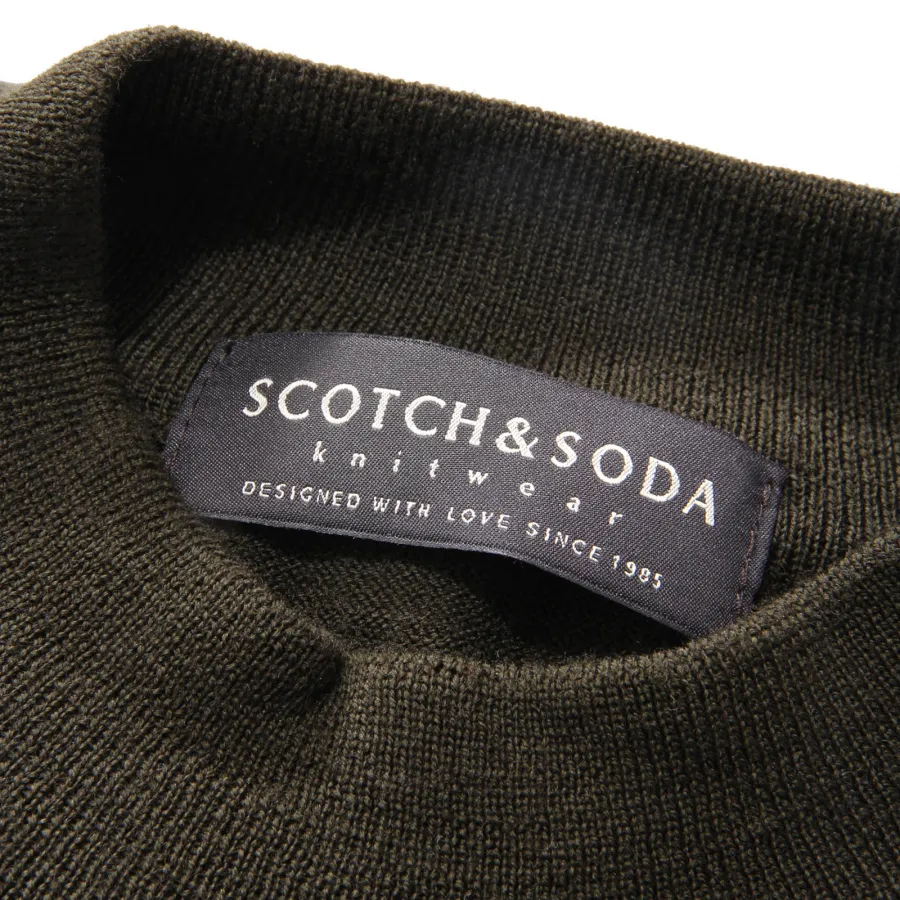 SCOTCH&SODA
knitwear
DESIGNED WITH LOVE SINCE 1985